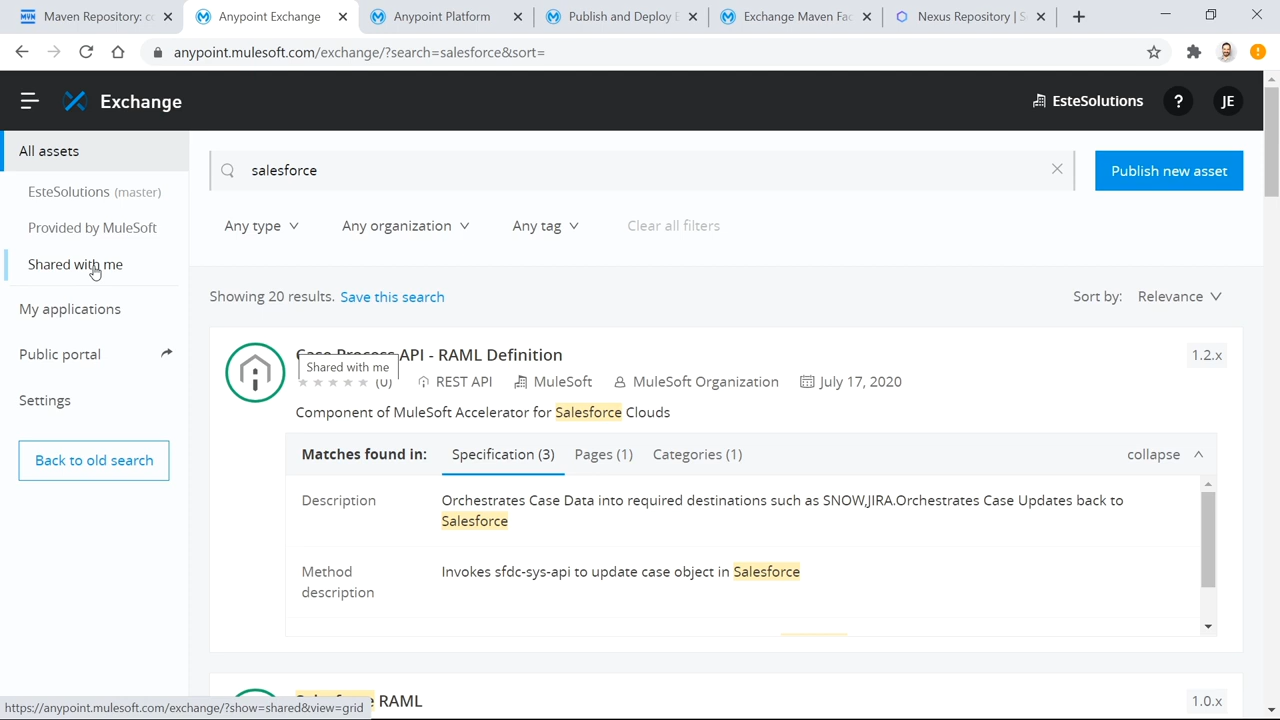 Maven Repository: co
Anypoint Exchange
Anypoint Platform
Publish and Deploy E
Exchange Maven Fac
Nexus Repository | S
anypoint.mulesoft.com/exchange/?search=salesforce&sort=
Exchange
EsteSolutions
?
JE
All assets
EsteSolutions (master)
Provided by MuleSoft
Shared with me
My applications
Public portal
Settings
Back to old search
salesforce
Publish new asset
Any type
Any organization
Any tag
Clear all filters
Showing 20 results. Save this search
Sort by: Relevance
Case Process API - RAML Definition
1.2.x
Shared with me
(0) REST API MuleSoft MuleSoft Organization July 17, 2020
Component of MuleSoft Accelerator for Salesforce Clouds
Matches found in: Specification (3) Pages (1) Categories (1) collapse
Description
Orchestrates Case Data into required destinations such as SNOW,JIRA.Orchestrates Case Updates back to
Salesforce
Method
description
Invokes sfdc-sys-api to update case object in Salesforce
Salesforce RAML
1.0.x
https://anypoint.mulesoft.com/exchange/?show=shared&view=grid